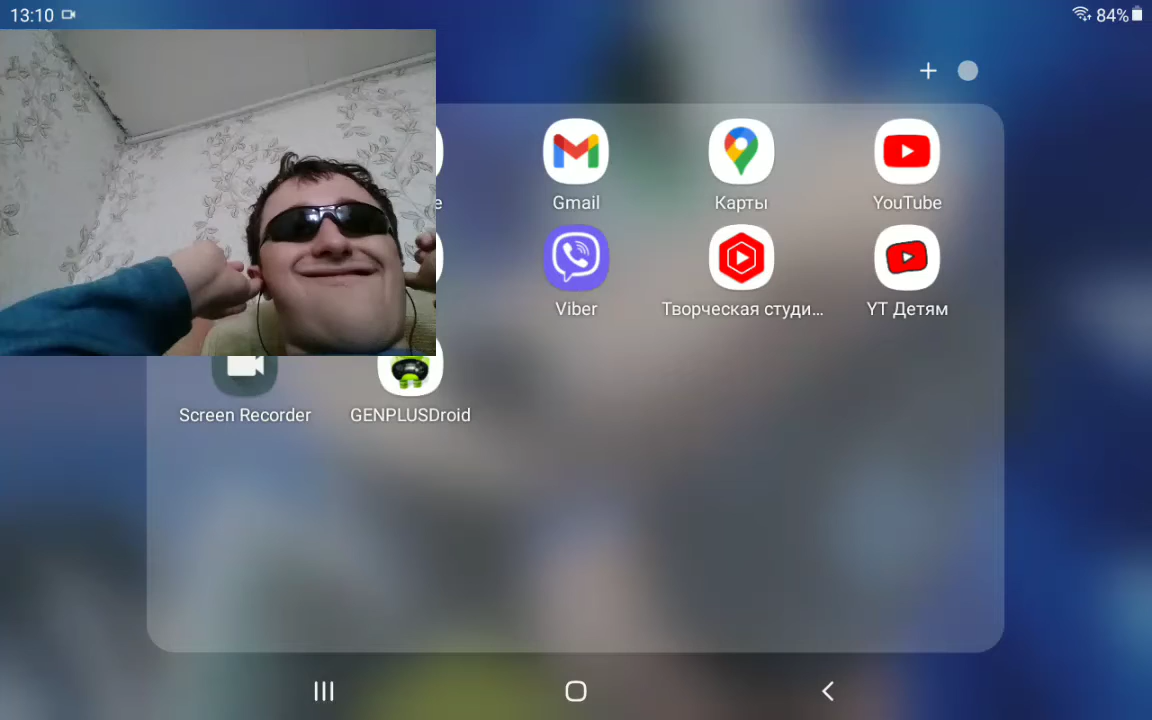 13:10
84%
Gmail
Карты
YouTube
Viber
Творческая студи...
YT Детям
Screen Recorder
GENPLUSDroid